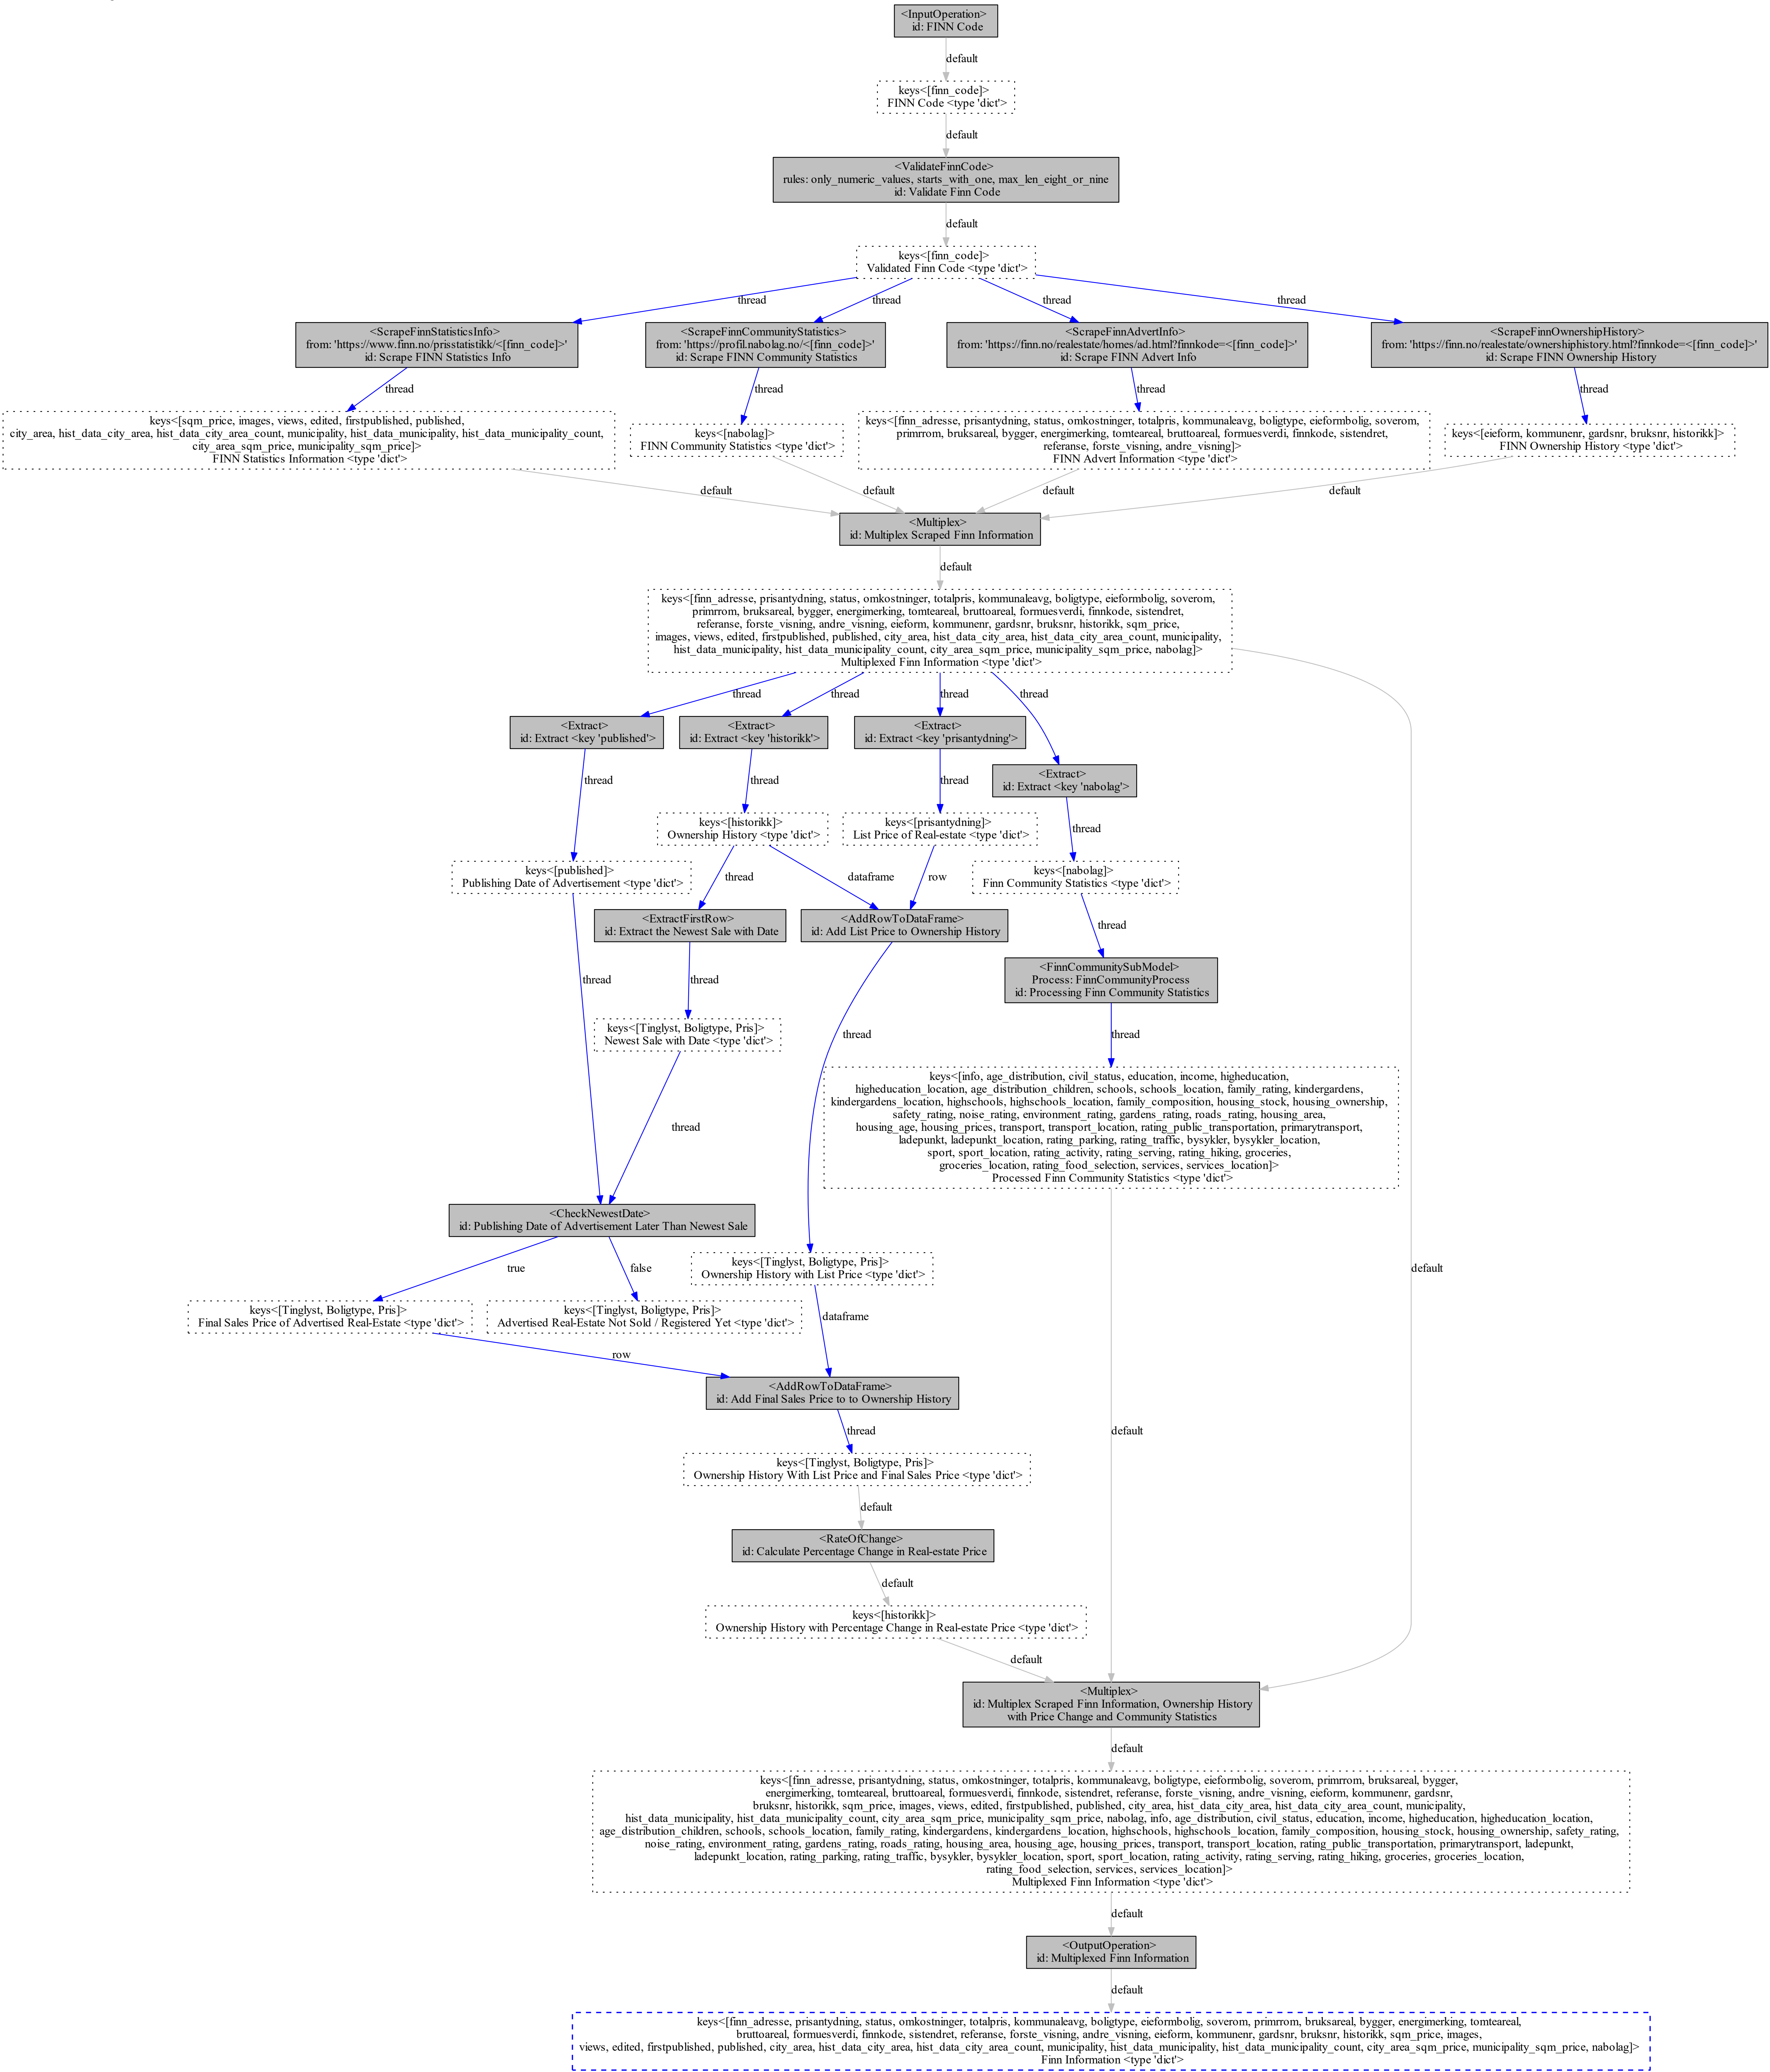 <InputOperation>
id: FINN Code
default
keys<[finn_code]>
FINN Code <type 'dict'>
default
<ValidateFinnCode>
rules: only_numeric_values, starts_with_one, max_len_eight_or_nine
id: Validate Finn Code
default
keys<[finn_code]>
Validated Finn Code <type 'dict'>
thread
thread
thread
thread
<ScrapeFinnStatisticsInfo>
from: 'https://www.finn.no/prisstatistikk/<[finn_code]>'
id: Scrape FINN Statistics Info
<ScrapeFinnCommunityStatistics>
from: 'https://profil.nabolag.no/<[finn_code]>'
id: Scrape FINN Community Statistics
<ScrapeFinnAdvertInfo>
from: 'https://finn.no/realestate/homes/ad.html?finnkode=<[finn_code]>'
id: Scrape FINN Advert Info
<ScrapeFinnOwnershipHistory>
from: 'https://finn.no/realestate/ownershiphistory.html?finnkode=<[finn_code]>'
id: Scrape FINN Ownership History
thread
thread
thread
thread
keys<[sqm_price, images, views, edited, firstpublished, published,
city_area, hist_data_city_area, hist_data_city_area_count, municipality, hist_data_municipality, hist_data_municipality_count,
city_area_sqm_price, municipality_sqm_price]>
FINN Statistics Information <type 'dict'>
keys<[nabolag]>
FINN Community Statistics <type 'dict'>
keys<[finn_adresse, prisantydning, status, omkostninger, totalpris, kommunaleavg, boligtype, eieformbolig, soverom,
primrrom, bruksareal, bygger, energimerking, tomteareal, bruttoareal, formuesverdi, finnkode, sistendret,
referanse, forste_visning, andre_visning]>
FINN Advert Information <type 'dict'>
keys<[eieform, kommunenr, gardsnr, bruksnr, historikk]>
FINN Ownership History <type 'dict'>
default
default
default
default
<Multiplex>
id: Multiplex Scraped Finn Information
default
keys<[finn_adresse, prisantydning, status, omkostninger, totalpris, kommunaleavg, boligtype, eieformbolig, soverom,
primrrom, bruksareal, bygger, energimerking, tomteareal, bruttoareal, formuesverdi, finnkode, sistendret,
referanse, forste_visning, andre_visning, eieform, kommunenr, gardsnr, bruksnr, historikk, sqm_price,
images, views, edited, firstpublished, published, city_area, hist_data_city_area, hist_data_city_area_count, municipality,
hist_data_municipality, hist_data_municipality_count, city_area_sqm_price, municipality_sqm_price, nabolag]>
Multiplexed Finn Information <type 'dict'>
thread
thread
thread
thread
<Extract>
id: Extract <key 'published'>
<Extract>
id: Extract <key 'historikk'>
<Extract>
id: Extract <key 'prisantydning'>
<Extract>
id: Extract <key 'nabolag'>
thread
thread
thread
thread
keys<[historikk]>
Ownership History <type 'dict'>
keys<[prisantydning]>
List Price of Real-estate <type 'dict'>
keys<[published]>
Publishing Date of Advertisement <type 'dict'>
keys<[nabolag]>
Finn Community Statistics <type 'dict'>
thread
dataframe
row
thread
<ExtractFirstRow>
id: Extract the Newest Sale with Date
<AddRowToDataFrame>
id: Add List Price to Ownership History
<FinnCommunitySubModel>
Process: FinnCommunityProcess
id: Processing Finn Community Statistics
thread
thread
thread
thread
keys<[Tinglyst, Boligtype, Pris]>
Newest Sale with Date <type 'dict'>
keys<[info, age_distribution, civil_status, education, income, higheducation,
higheducation_location, age_distribution_children, schools, schools_location, family_rating, kindergardens,
kindergardens_location, highschools, highschools_location, family_composition, housing_stock, housing_ownership,
safety_rating, noise_rating, environment_rating, gardens_rating, roads_rating, housing_area,
housing_age, housing_prices, transport, transport_location, rating_public_transportation, primarytransport,
ladepunkt, ladepunkt_location, rating_parking, rating_traffic, bysykler, bysykler_location,
sport, sport_location, rating_activity, rating_serving, rating_hiking, groceries,
groceries_location, rating_food_selection, services, services_location]>
Processed Finn Community Statistics <type 'dict'>
thread
<CheckNewestDate>
id: Publishing Date of Advertisement Later Than Newest Sale
true
false
keys<[Tinglyst, Boligtype, Pris]>
Ownership History with List Price <type 'dict'>
default
keys<[Tinglyst, Boligtype, Pris]>
Final Sales Price of Advertised Real-Estate <type 'dict'>
keys<[Tinglyst, Boligtype, Pris]>
Advertised Real-Estate Not Sold / Registered Yet <type 'dict'>
dataframe
row
<AddRowToDataFrame>
id: Add Final Sales Price to to Ownership History
thread
default
keys<[Tinglyst, Boligtype, Pris]>
Ownership History With List Price and Final Sales Price <type 'dict'>
default
<RateOfChange>
id: Calculate Percentage Change in Real-estate Price
default
keys<[historikk]>
Ownership History with Percentage Change in Real-estate Price <type 'dict'>
default
<Multiplex>
id: Multiplex Scraped Finn Information, Ownership History
with Price Change and Community Statistics
default
keys<[finn_adresse, prisantydning, status, omkostninger, totalpris, kommunaleavg, boligtype, eieformbolig, soverom, primrrom, bruksareal, bygger,
energimerking, tomteareal, bruttoareal, formuesverdi, finnkode, sistendret, referanse, forste_visning, andre_visning, eieform, kommunenr, gardsnr,
bruksnr, historikk, sqm_price, images, views, edited, firstpublished, published, city_area, hist_data_city_area, hist_data_city_area_count, municipality,
hist_data_municipality, hist_data_municipality_count, city_area_sqm_price, municipality_sqm_price, nabolag, info, age_distribution, civil_status, education, income, higheducation, higheducation_location,
age_distribution_children, schools, schools_location, family_rating, kindergardens, kindergardens_location, highschools, highschools_location, family_composition, housing_stock, housing_ownership, safety_rating,
noise_rating, environment_rating, gardens_rating, roads_rating, housing_area, housing_age, housing_prices, transport, transport_location, rating_public_transportation, primarytransport, ladepunkt,
ladepunkt_location, rating_parking, rating_traffic, bysykler, bysykler_location, sport, sport_location, rating_activity, rating_serving, rating_hiking, groceries, groceries_location,
rating_food_selection, services, services_location]>
Multiplexed Finn Information <type 'dict'>
default
<OutputOperation>
id: Multiplexed Finn Information
default
keys<[finn_adresse, prisantydning, status, omkostninger, totalpris, kommunaleavg, boligtype, eieformbolig, soverom, primrrom, bruksareal, bygger, energimerking, tomteareal,
bruttoareal, formuesverdi, finnkode, sistendret, referanse, forste_visning, andre_visning, eieform, kommunenr, gardsnr, bruksnr, historikk, sqm_price, images,
views, edited, firstpublished, published, city_area, hist_data_city_area, hist_data_city_area_count, municipality, hist_data_municipality, hist_data_municipality_count, city_area_sqm_price, municipality_sqm_price, nabolag]>
Finn Information <type 'dict'>